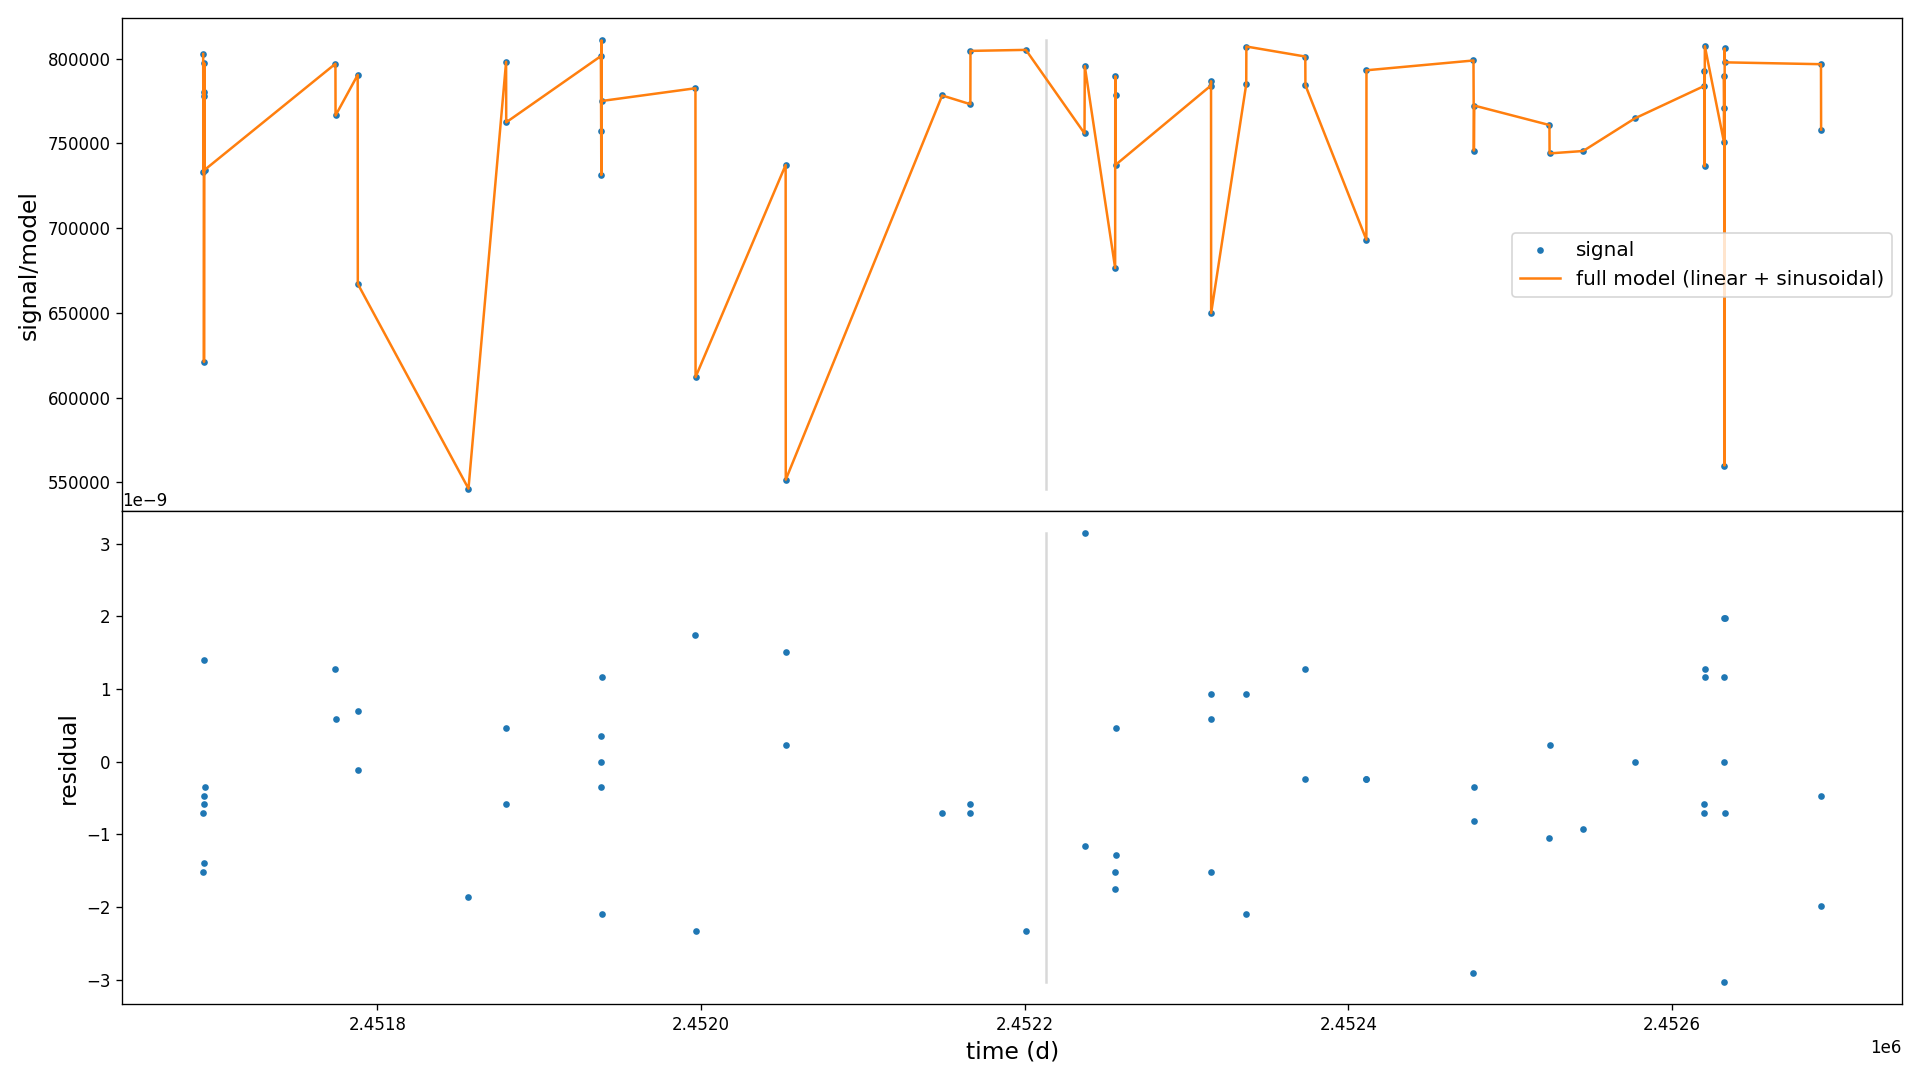 800000
750000
700000
650000
600000
550000
signal/model
signal
full model (linear + sinusoidal)
1e−9
3
2
1
0
−1
−2
−3
residual
2.4518
2.4520
2.4522
2.4524
2.4526
time (d)
1e6